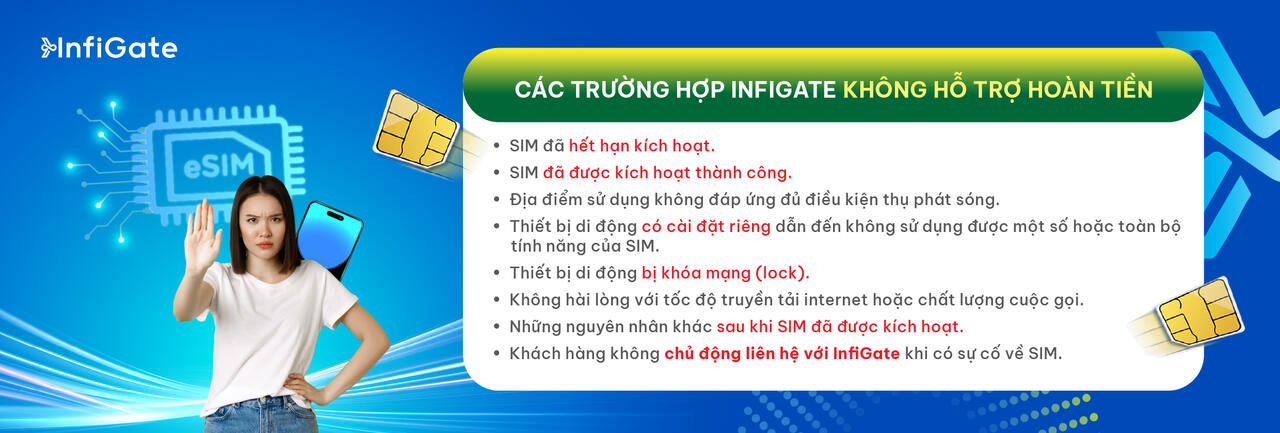 InfiGate
eSIM
CÁC TRƯỜNG HỢP INFIGATE KHÔNG HỖ TRỢ HOÀN TIỀN
• SIM đã hết hạn kích hoạt.
• SIM đã được kích hoạt thành công.
• Địa điểm sử dụng không đáp ứng đủ điều kiện thụ phát sóng.
• Thiết bị di động có cài đặt riêng dẫn đến không sử dụng được một số hoặc toàn bộ
tính năng của SIM.
• Thiết bị di động bị khóa mạng (lock).
• Không hài lòng với tốc độ truyền tải internet hoặc chất lượng cuộc gọi.
• Những nguyên nhân khác sau khi SIM đã được kích hoạt.
• Khách hàng không chủ động liên hệ với InfiGate khi có sự cố về SIM.